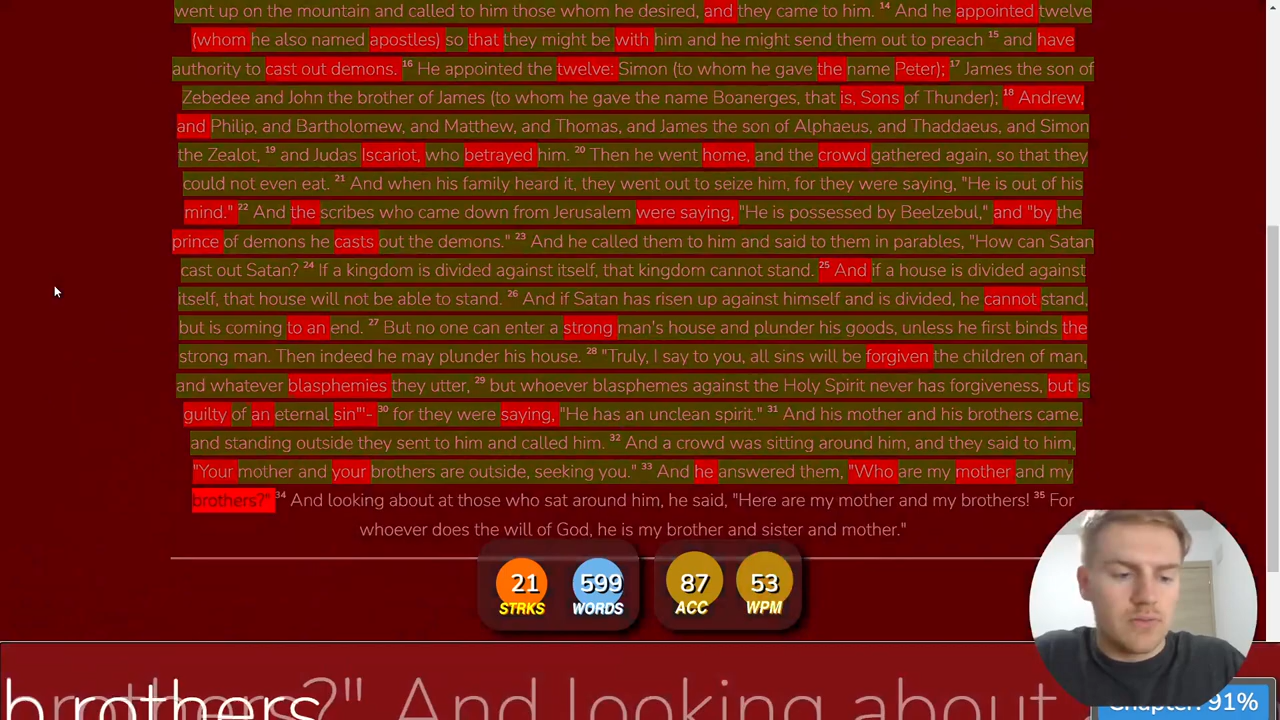 went up on the mountain and called to him those whom he desired, and they came to him. 14 And he appointed twelve
(whom he also named apostles) so that they might be with him and he might send them out to preach 15 and have
authority to cast out demons. 16 He appointed the twelve: Simon (to whom he gave the name Peter); 17 James the son of
Zebedee and John the brother of James (to whom he gave the name Boanerges, that is, Sons of Thunder); 18 Andrew,
and Philip, and Bartholomew, and Matthew, and Thomas, and James the son of Alphaeus, and Thaddaeus, and Simon
the Zealot, 19 and Judas Iscariot, who betrayed him. 20 Then he went home, and the crowd gathered again, so that they
could not even eat. 21 And when his family heard it, they went out to seize him, for they were saying, "He is out of his
mind." 22 And the scribes who came down from Jerusalem were saying, "He is possessed by Beelzebul," and "by the
prince of demons he casts out the demons." 23 And he called them to him and said to them in parables, "How can Satan
cast out Satan? 24 If a kingdom is divided against itself, that kingdom cannot stand. 25 And if a house is divided against
itself, that house will not be able to stand. 26 And if Satan has risen up against himself and is divided, he cannot stand,
but is coming to an end. 27 But no one can enter a strong man's house and plunder his goods, unless he first binds the
strong man. Then indeed he may plunder his house. 28 "Truly, I say to you, all sins will be forgiven the children of man,
and whatever blasphemies they utter, 29 but whoever blasphemes against the Holy Spirit never has forgiveness, but is
guilty of an eternal sin"'- 30 for they were saying, "He has an unclean spirit." 31 And his mother and his brothers came,
and standing outside they sent to him and called him. 32 And a crowd was sitting around him, and they said to him,
"Your mother and your brothers are outside, seeking you." 33 And he answered them, "Who are my mother and my
brothers?" 34 And looking about at those who sat around him, he said, "Here are my mother and my brothers! 35 For
whoever does the will of God, he is my brother and sister and mother."
21 599 87 53
STRKS WORDS ACC WPM
brothers?" And looking about
brothers
Chapter: 91%